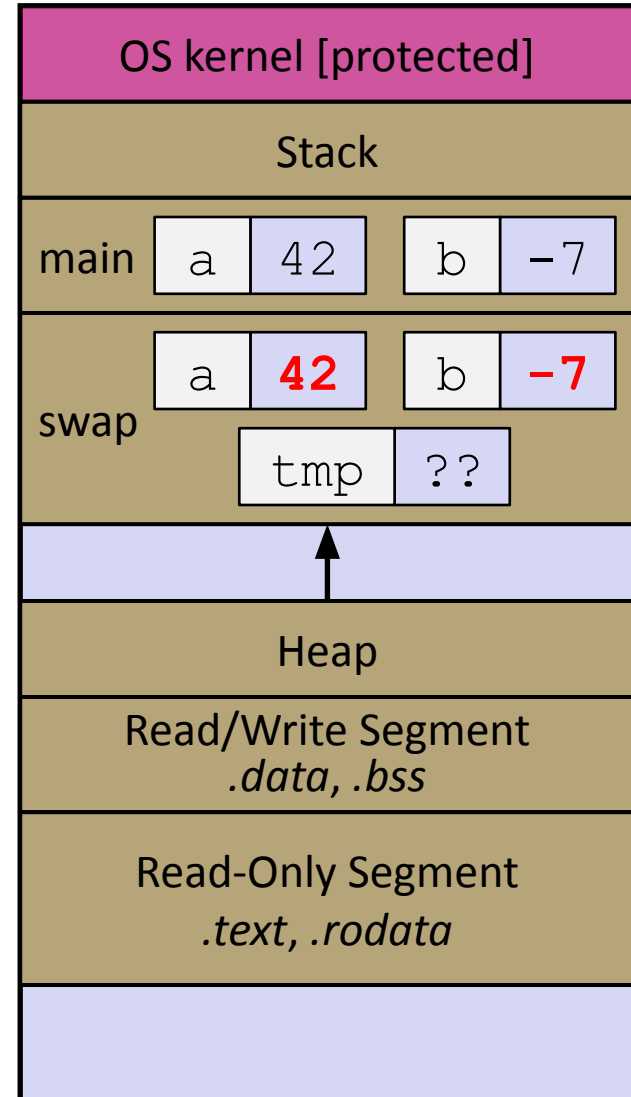 OS kernel [protected]
Stack
main a 42 b -7
a 42 b -7
swap
tmp ??
Heap
Read/Write Segment
.data, .bss
Read-Only Segment
.text, .rodata